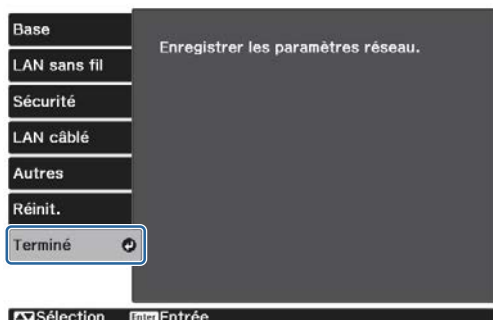 Base
Enregistrer les paramètres réseau.
LAN sans fil
Sécurité
LAN câblé
Autres
Réinit.
Terminé
Sélection Enter Entrée